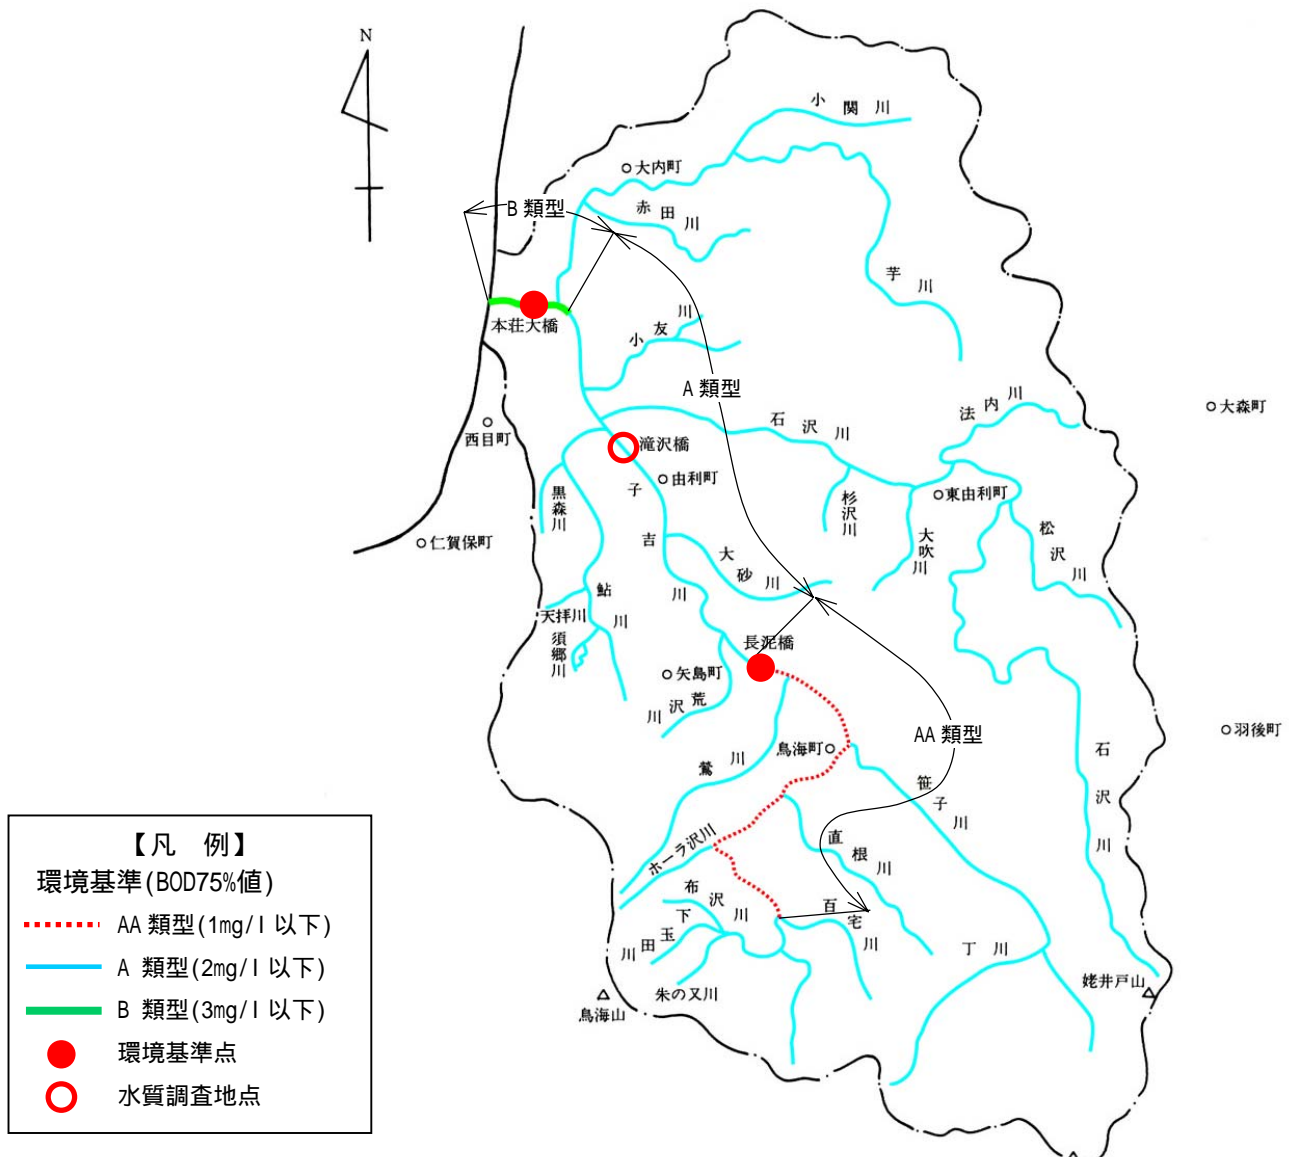 N
小関川
大内町
赤田川
B 類型
芋川
本荘大橋
小友川
A 類型
石沢川
法内川
大森町
西目町
滝沢橋
由利町
東由利町
黒森川
子吉川
杉沢川
大吹川
松沢川
仁賀保町
大砂川
鮎川
天拝川
須郷川
長泥橋
矢島町
荒沢川
AA 類型
羽後町
鳥海町
鶯川
笹子川
石沢川
ホーラ沢川
直根川
布沢川
百宅川
下玉田川
丁川
朱の又川
鳥海山
姥井戸山
【凡 例】
環境基準(BOD75%値)
AA 類型(1mg/l 以下)
A 類型(2mg/l 以下)
B 類型(3mg/l 以下)
環境基準点
水質調査地点